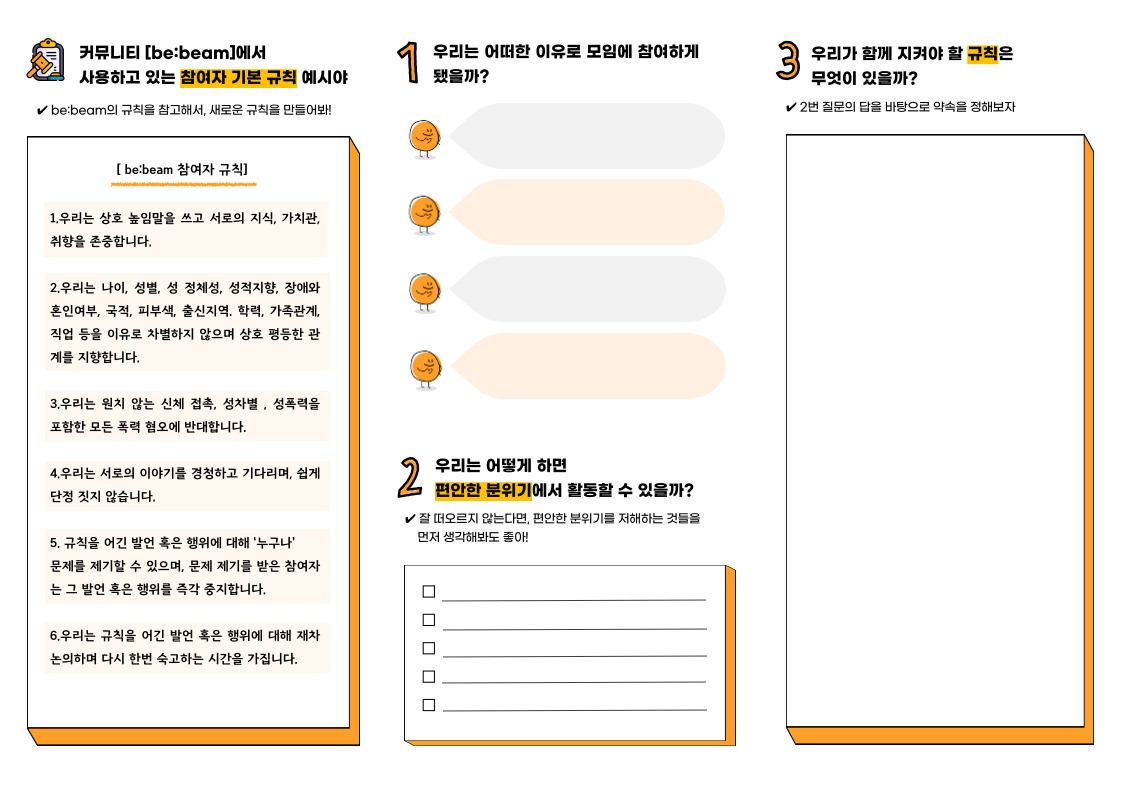 커뮤니티 [be:beam]에서
사용하고 있는 참여자 기본 규칙 예시야
✔ be:beam의 규칙을 참고해서, 새로운 규칙을 만들어봐!
[ be:beam 참여자 규칙]
1.우리는 상호 높임말을 쓰고 서로의 지식, 가치관,
취향을 존중합니다.
2.우리는 나이, 성별, 성 정체성, 성적지향, 장애와
혼인여부, 국적, 피부색, 출신지역. 학력, 가족관계,
직업 등을 이유로 차별하지 않으며 상호 평등한 관
계를 지향합니다.
3.우리는 원치 않는 신체 접촉, 성차별 , 성폭력을
포함한 모든 폭력 혐오에 반대합니다.
4.우리는 서로의 이야기를 경청하고 기다리며, 쉽게
단정 짓지 않습니다.
5. 규칙을 어긴 발언 혹은 행위에 대해 '누구나'
문제를 제기할 수 있으며, 문제 제기를 받은 참여자
는 그 발언 혹은 행위를 즉각 중지합니다.
6.우리는 규칙을 어긴 발언 혹은 행위에 대해 재차
논의하며 다시 한번 숙고하는 시간을 가집니다.
1 우리는 어떠한 이유로 모임에 참여하게
됐을까?
2 우리는 어떻게 하면
편안한 분위기에서 활동할 수 있을까?
✔ 잘 떠오르지 않는다면, 편안한 분위기를 저해하는 것들을
먼저 생각해봐도 좋아!
3 우리가 함께 지켜야 할 규칙은
무엇이 있을까?
✔ 2번 질문의 답을 바탕으로 약속을 정해보자